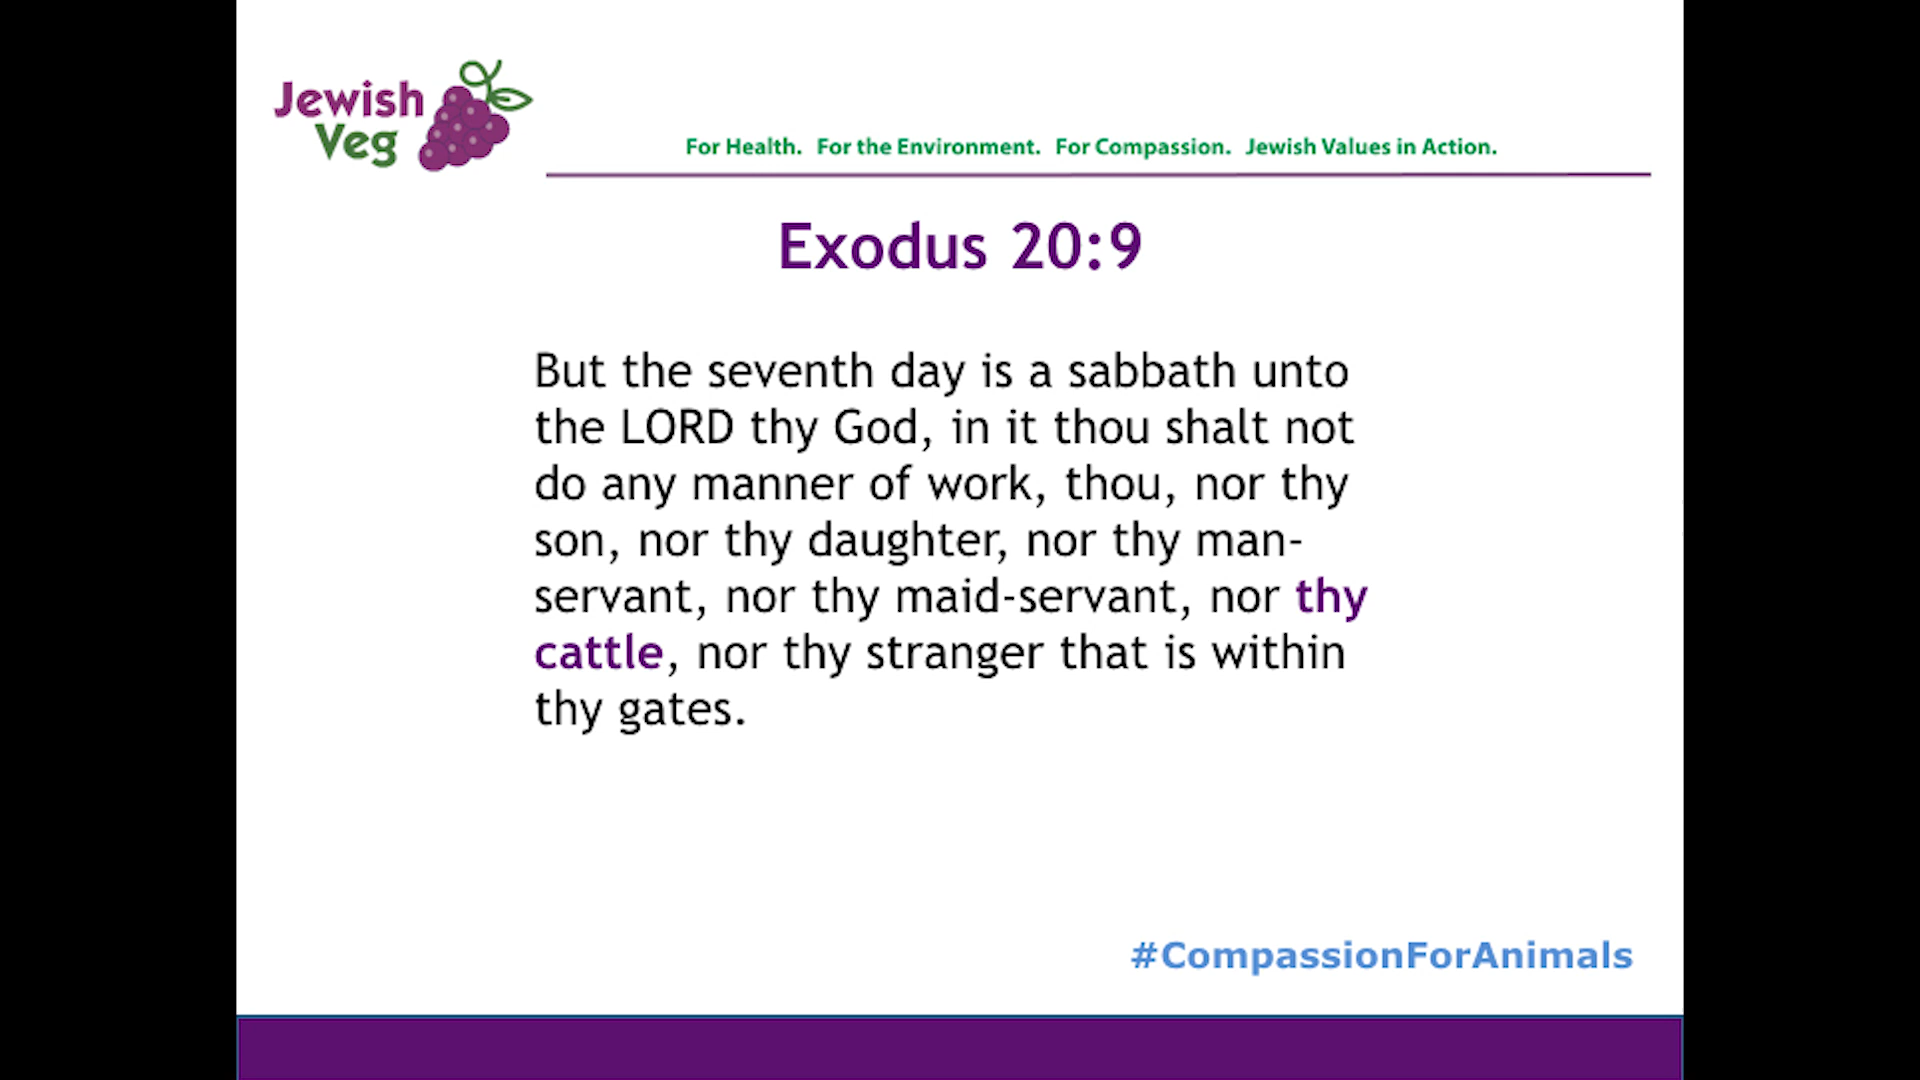 Jewish
Veg
For Health. For the Environment. For Compassion. Jewish Values in Action.
Exodus 20:9
But the seventh day is a sabbath unto
the LORD thy God, in it thou shalt not
do any manner of work, thou, nor thy
son, nor thy daughter, nor thy man-
servant, nor thy maid-servant, nor thy
cattle, nor thy stranger that is within
thy gates.
#CompassionForAnimals